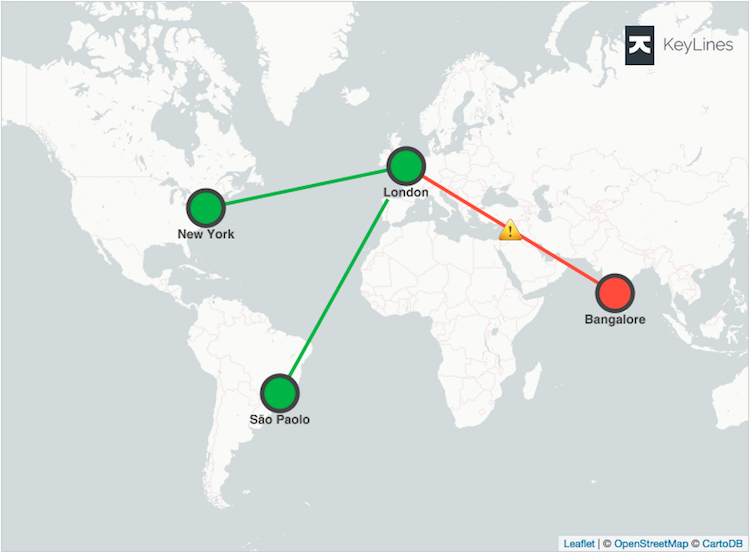 KeyLines
London
New York
Bangalore
São Paolo
Leaflet | © OpenStreetMap © CartoDB